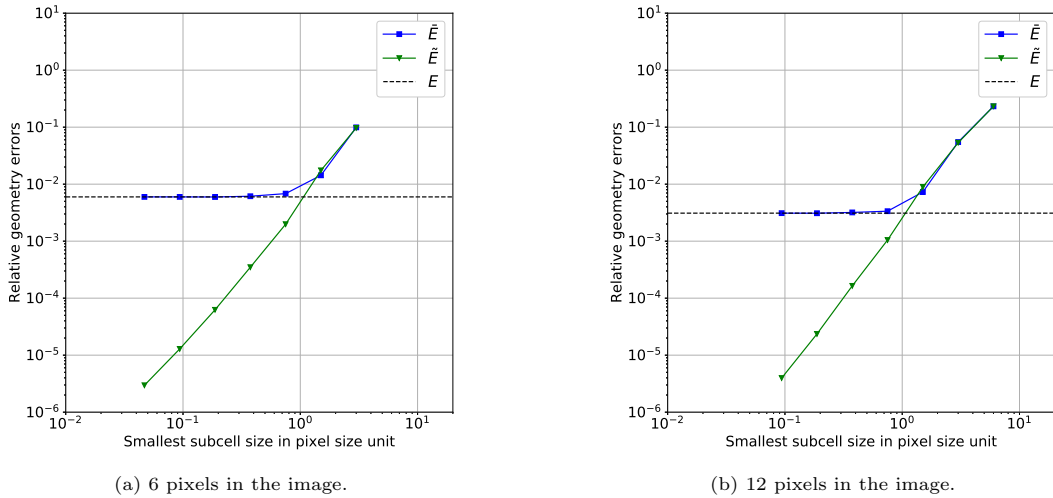 10^1
10^0
10^-1
10^-2
10^-3
10^-4
10^-5
10^-6
Relative geometry errors
Ē
Ẽ
E
10^-2
10^-1
10^0
10^1
Smallest subcell size in pixel size unit
(a) 6 pixels in the image.
10^1
10^0
10^-1
10^-2
10^-3
10^-4
10^-5
10^-6
Relative geometry errors
Ē
Ẽ
E
10^-2
10^-1
10^0
10^1
Smallest subcell size in pixel size unit
(b) 12 pixels in the image.